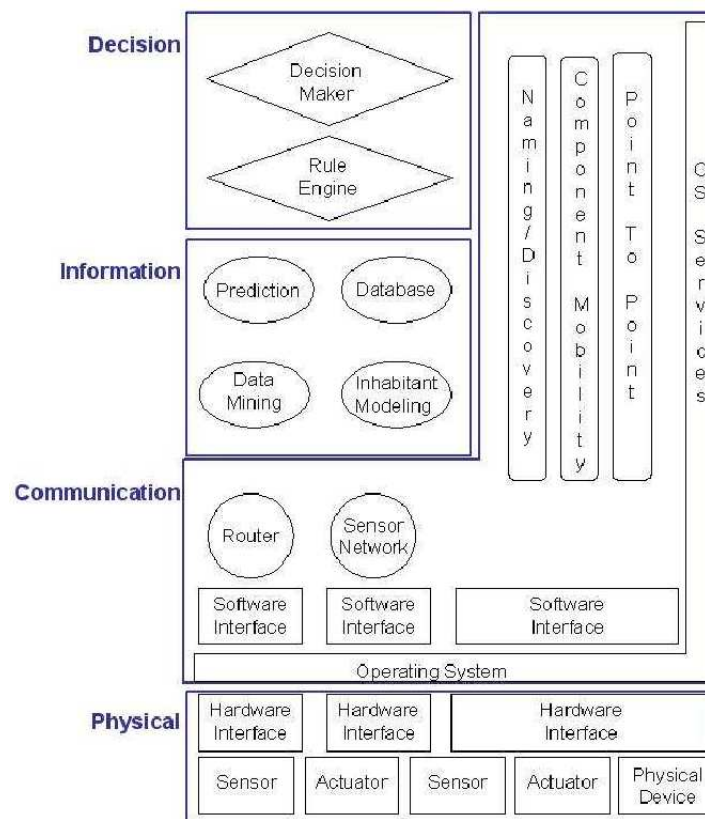 Decision
Decision
Maker
Rule
Engine
Information
Prediction
Database
Data
Mining
Inhabitant
Modeling
Naming/Discovery
Component Mobility
Point To Point
OS Services
Communication
Router
Sensor
Network
Software
Interface
Software
Interface
Software
Interface
Operating System
Physical
Hardware
Interface
Hardware
Interface
Hardware
Interface
Sensor
Actuator
Sensor
Actuator
Physical
Device